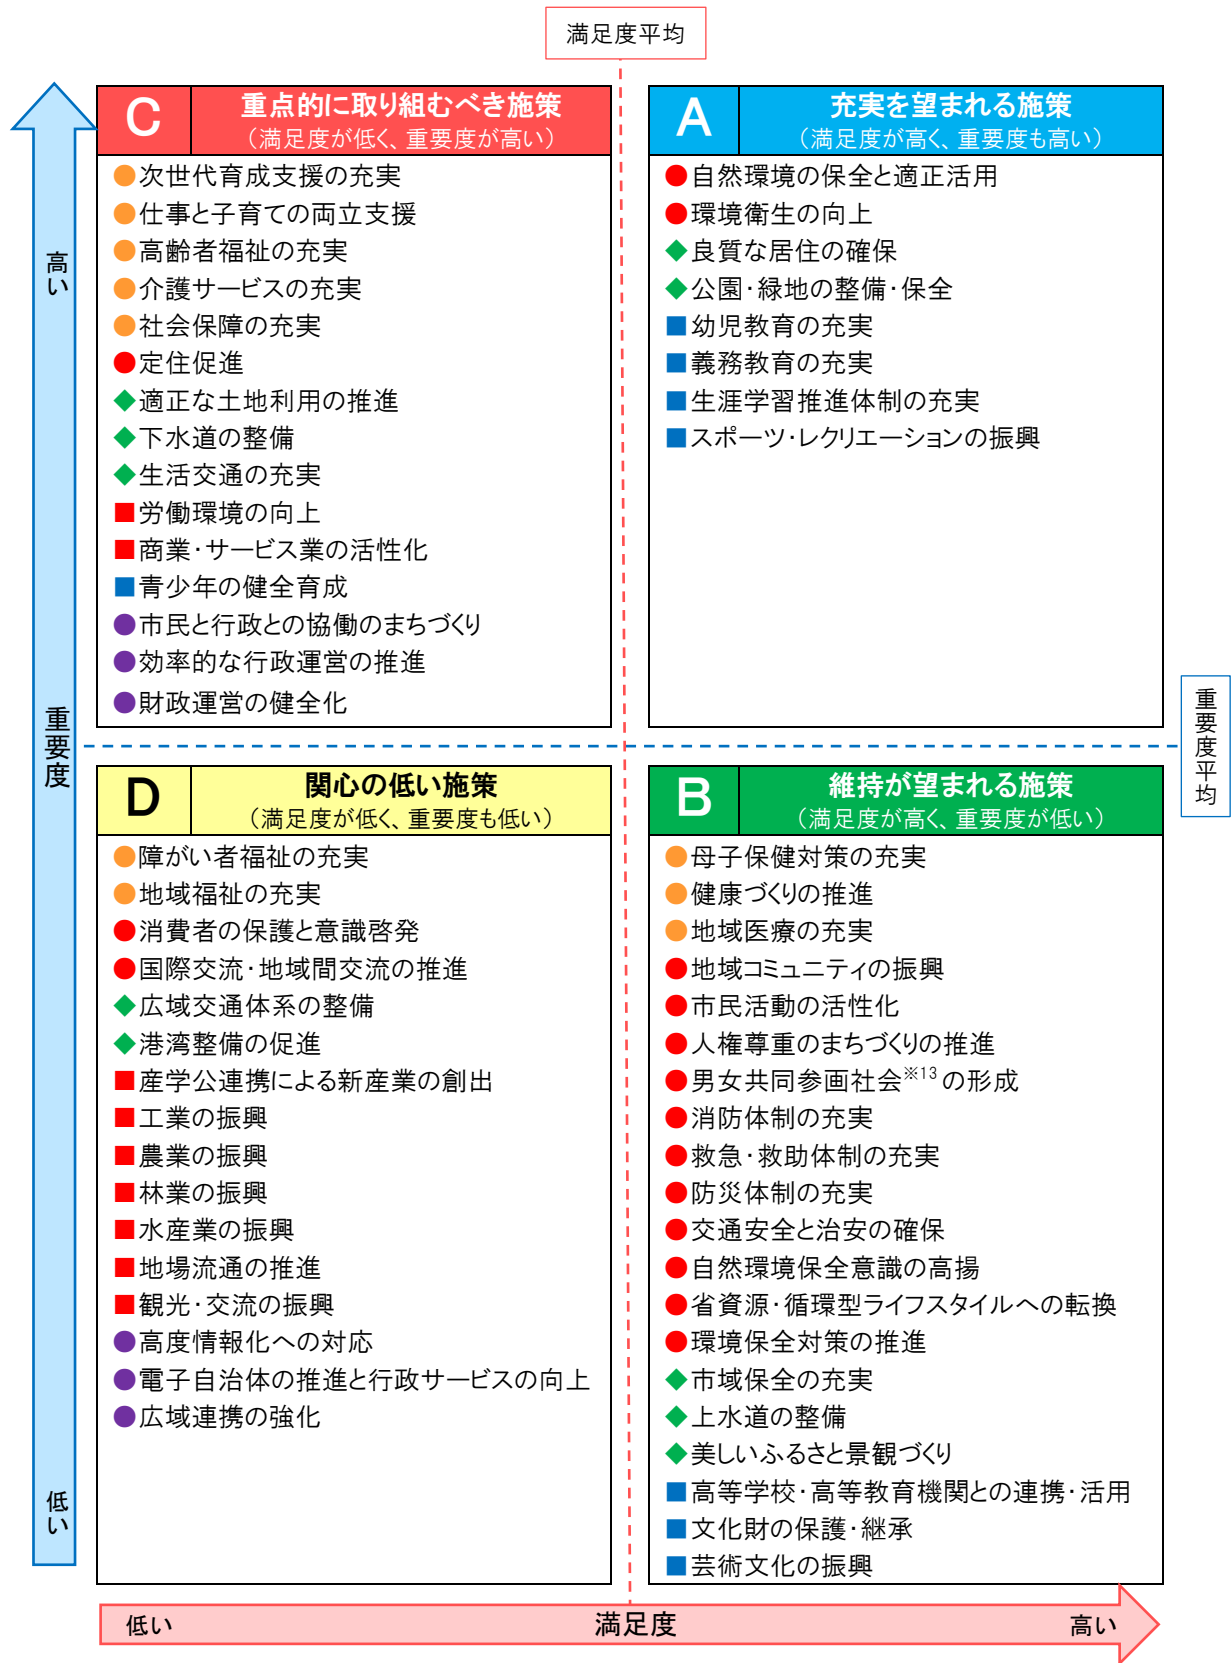 満足度平均
C
重点的に取り組むべき施策
（満足度が低く、重要度が高い）
●次世代育成支援の充実
●仕事と子育ての両立支援
●高齢者福祉の充実
●介護サービスの充実
●社会保障の充実
●定住促進
◆適正な土地利用の推進
◆下水道の整備
◆生活交通の充実
■労働環境の向上
■商業・サービス業の活性化
■青少年の健全育成
●市民と行政との協働のまちづくり
●効率的な行政運営の推進
●財政運営の健全化
A
充実を望まれる施策
（満足度が高く、重要度も高い）
●自然環境の保全と適正活用
●環境衛生の向上
◆良質な居住の確保
◆公園・緑地の整備・保全
■幼児教育の充実
■義務教育の充実
■生涯学習推進体制の充実
■スポーツ・レクリエーションの振興
高い
重要度
低い
重要度平均
D
関心の低い施策
（満足度が低く、重要度も低い）
●障がい者福祉の充実
●地域福祉の充実
●消費者の保護と意識啓発
●国際交流・地域間交流の推進
◆広域交通体系の整備
◆港湾整備の促進
■産学公連携による新産業の創出
■工業の振興
■農業の振興
■林業の振興
■水産業の振興
■地場流通の推進
■観光・交流の振興
●高度情報化への対応
●電子自治体の推進と行政サービスの向上
●広域連携の強化
B
維持が望まれる施策
（満足度が高く、重要度が低い）
●母子保健対策の充実
●健康づくりの推進
●地域医療の充実
●地域コミュニティの振興
●市民活動の活性化
●人権尊重のまちづくりの推進
●男女共同参画社会※13の形成
●消防体制の充実
●救急・救助体制の充実
●防災体制の充実
●交通安全と治安の確保
●自然環境保全意識の高揚
●省資源・循環型ライフスタイルへの転換
●環境保全対策の推進
◆市域保全の充実
◆上水道の整備
◆美しいふるさと景観づくり
■高等学校・高等教育機関との連携・活用
■文化財の保護・継承
■芸術文化の振興
低い
満足度
高い